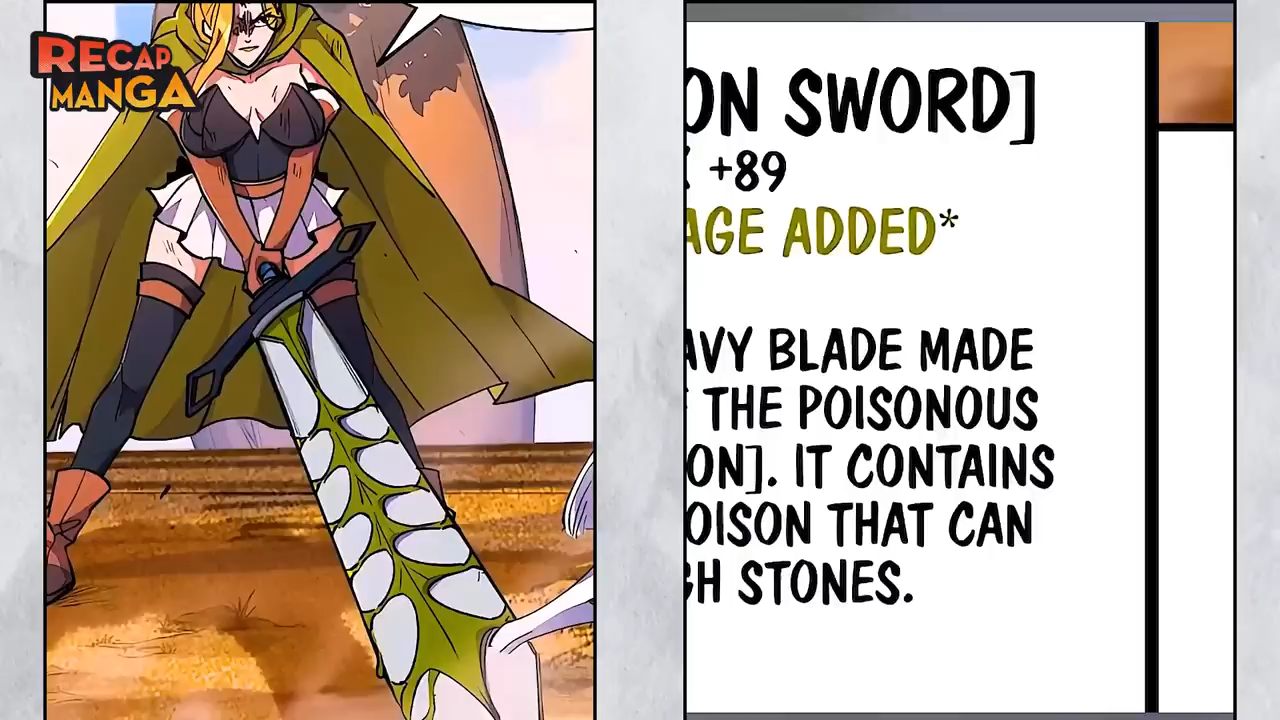 RECAP
MANGA
ON SWORD]
+89
AGE ADDED*
AVY BLADE MADE
THE POISONOUS
ON]. IT CONTAINS
OISON THAT CAN
GH STONES.